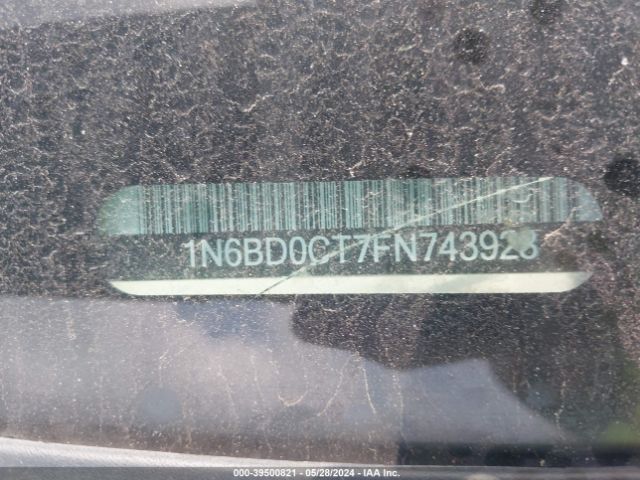 1N6BD0CT7FN743928
000-39500821 / 05/28/2024 - IAA Inc.